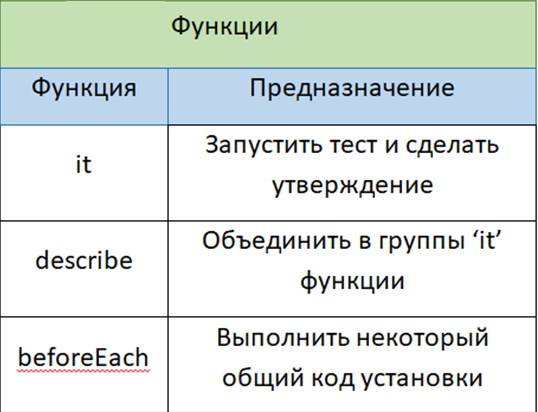 Функции
Функция Предназначение
it
Запустить тест и сделать
утверждение
describe
Объединить в группы ‘it’
функции
beforeEach
Выполнить некоторый
общий код установки